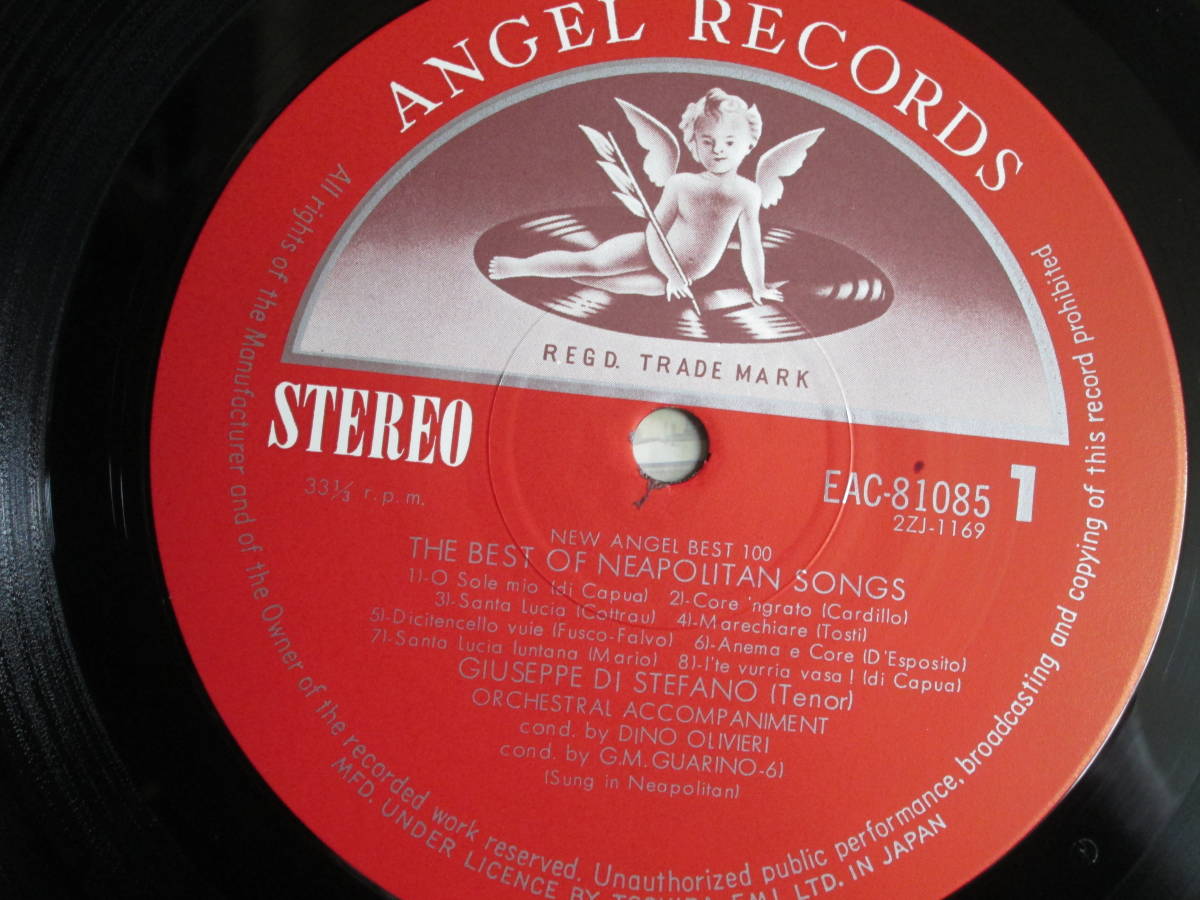 ANGEL RECORDS
REGD. TRADE MARK
STEREO
33⅓ r.p.m.
EAC-81085 1
2ZJ-1169
NEW ANGEL BEST 100
THE BEST OF NEAPOLITAN SONGS
1)-O Sole mio (di Capua) 2)-Core 'ngrato (Cardillo)
3)-Santa Lucia (Cottrau) 4)-Marechiare (Tosti)
5)-Dicitencello vuie (Fusco-Falvo) 6)-Anema e Core (D'Esposito)
7)-Santa Lucia luntana (Mario) 8)-I'te vurria vasa! (di Capua)
GIUSEPPE DI STEFANO (Tenor)
ORCHESTRAL ACCOMPANIMENT
cond. by DINO OLIVIERI
cond. by G.M.GUARINO-6)
(Sung in Neapolitan)
All rights of the Manufacturer and of the Owner of the recorded work reserved. Unauthorized public performance, broadcasting and copying of this record prohibited
MFD. UNDER LICENCE BY TOSHIBA EMI LTD. IN JAPAN